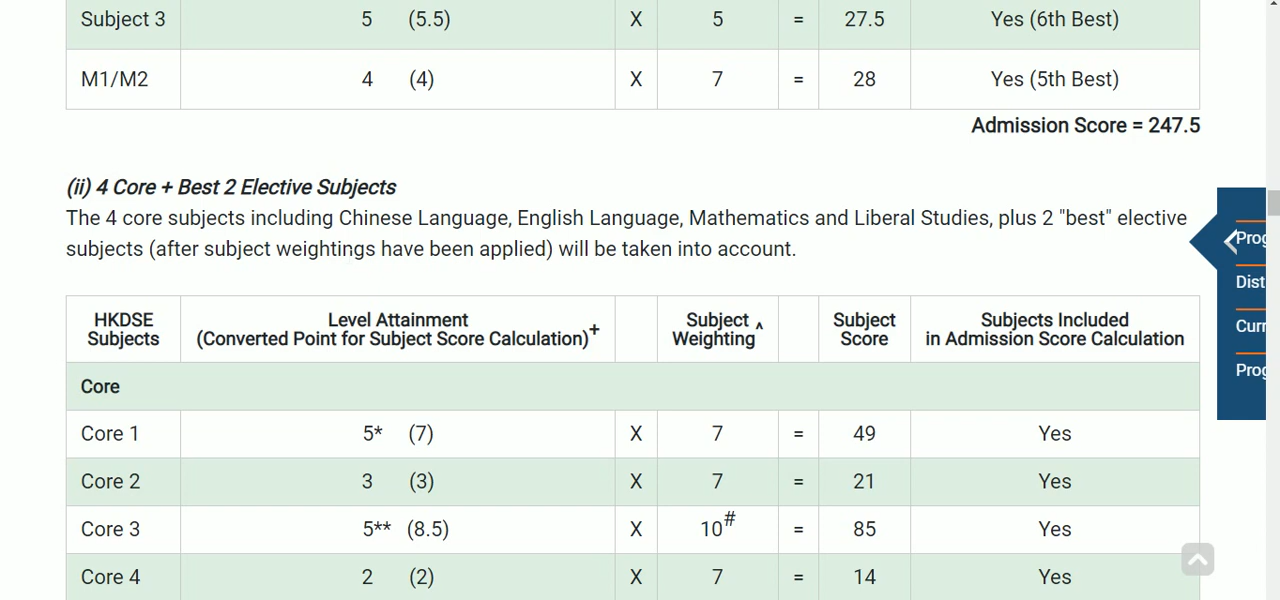 Subject 3 5 (5.5) X 5 = 27.5 Yes (6th Best)
M1/M2 4 (4) X 7 = 28 Yes (5th Best)
Admission Score = 247.5
(ii) 4 Core + Best 2 Elective Subjects
The 4 core subjects including Chinese Language, English Language, Mathematics and Liberal Studies, plus 2 "best" elective
subjects (after subject weightings have been applied) will be taken into account.
HKDSE Subjects
Level Attainment
(Converted Point for Subject Score Calculation)+
Subject Weighting ^
Subject Score
Subjects Included
in Admission Score Calculation
Core
Core 1 5* (7) X 7 = 49 Yes
Core 2 3 (3) X 7 = 21 Yes
Core 3 5** (8.5) X 10# = 85 Yes
Core 4 2 (2) X 7 = 14 Yes
Prog
Dist
Curr
Prog